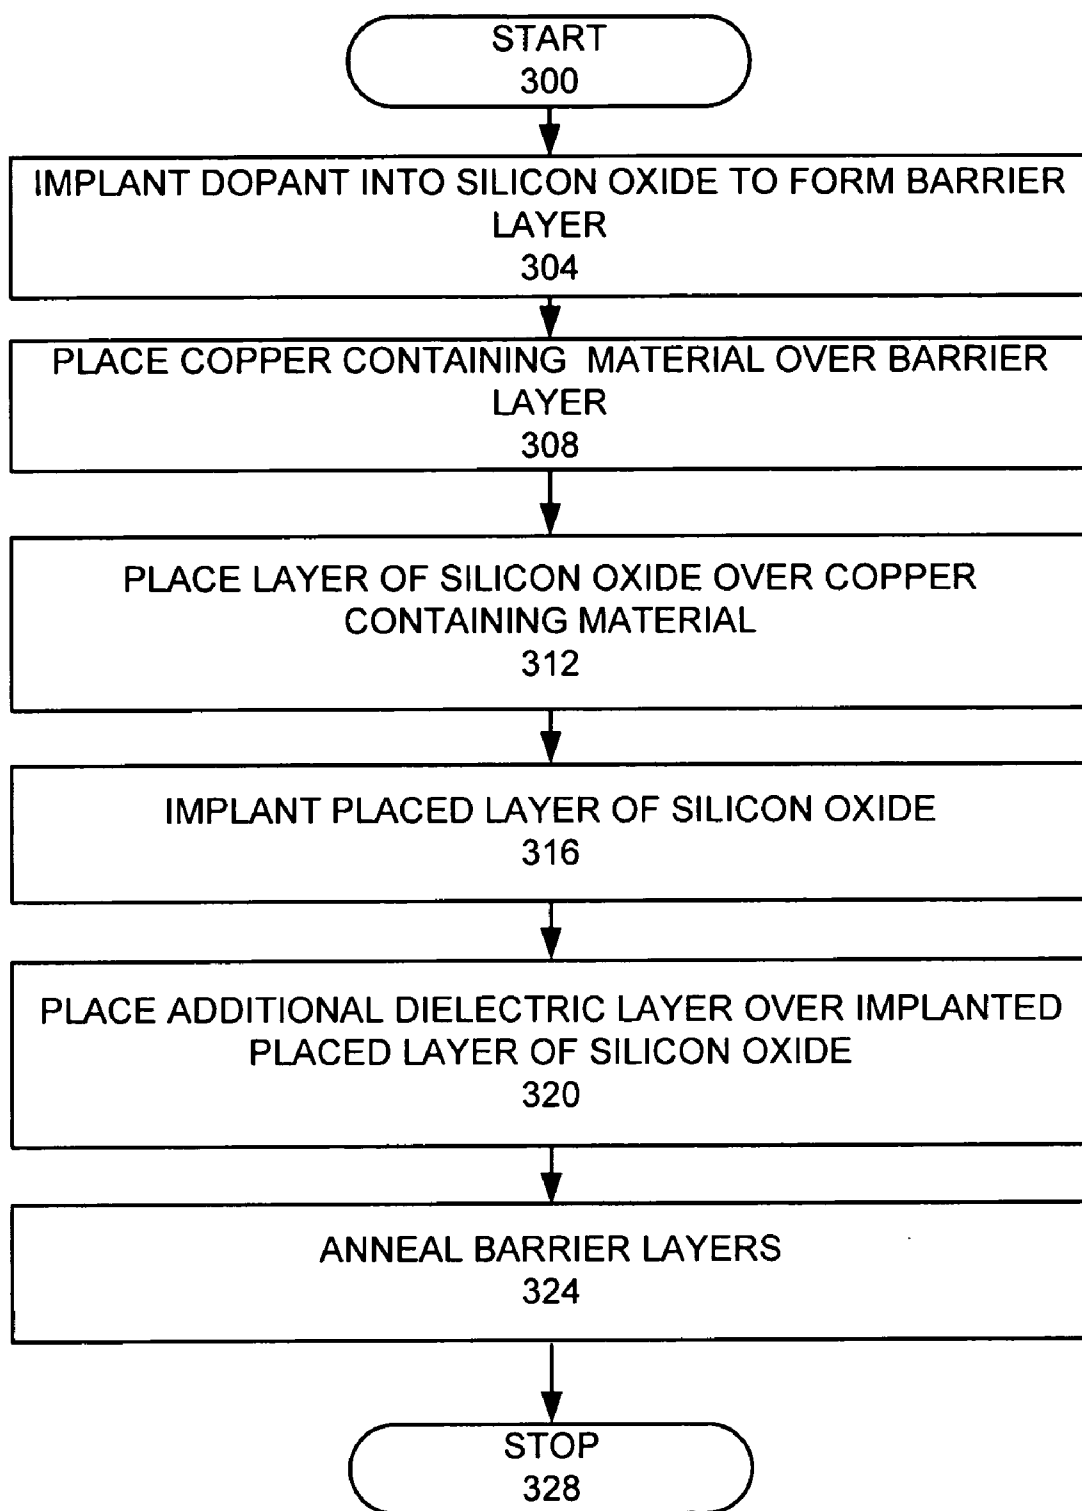 START
300
IMPLANT DOPANT INTO SILICON OXIDE TO FORM BARRIER
LAYER
304
PLACE COPPER CONTAINING MATERIAL OVER BARRIER
LAYER
308
PLACE LAYER OF SILICON OXIDE OVER COPPER
CONTAINING MATERIAL
312
IMPLANT PLACED LAYER OF SILICON OXIDE
316
PLACE ADDITIONAL DIELECTRIC LAYER OVER IMPLANTED
PLACED LAYER OF SILICON OXIDE
320
ANNEAL BARRIER LAYERS
324
STOP
328